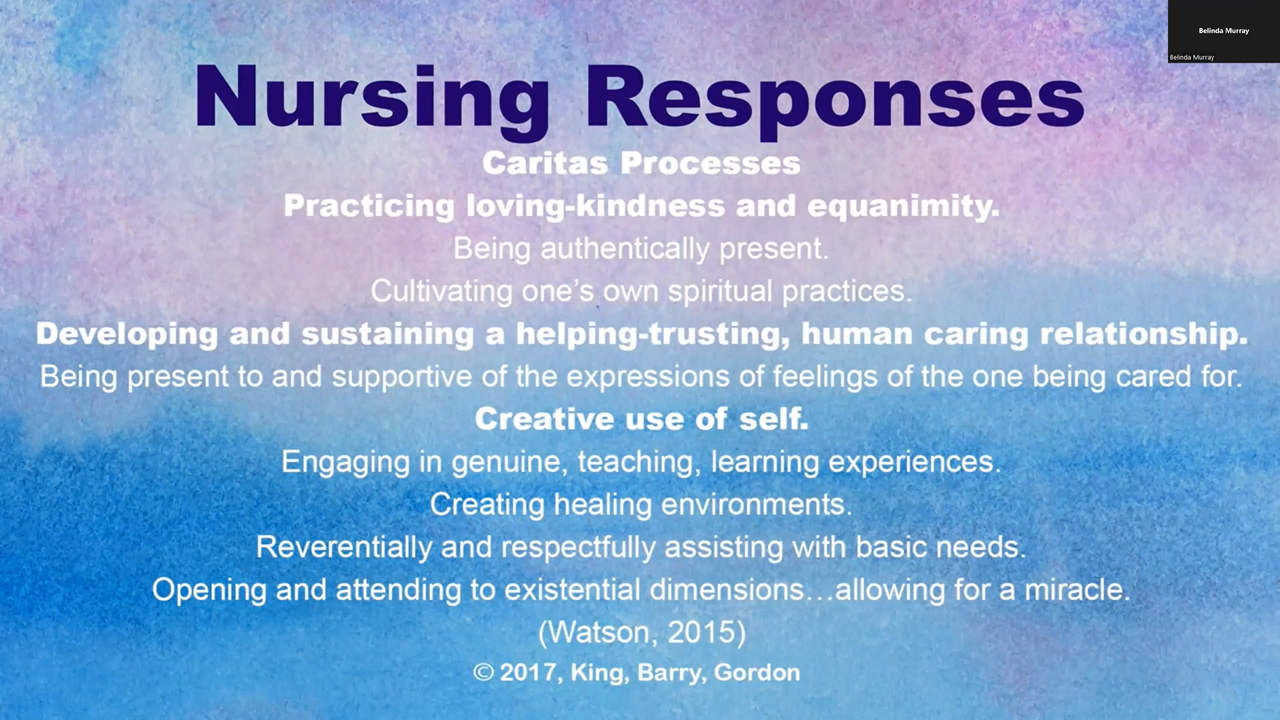 Belinda Murray
Belinda Murray
Nursing Responses
Caritas Processes
Practicing loving-kindness and equanimity.
Being authentically present.
Cultivating one’s own spiritual practices.
Developing and sustaining a helping-trusting, human caring relationship.
Being present to and supportive of the expressions of feelings of the one being cared for.
Creative use of self.
Engaging in genuine, teaching, learning experiences.
Creating healing environments.
Reverentially and respectfully assisting with basic needs.
Opening and attending to existential dimensions…allowing for a miracle.
(Watson, 2015)
© 2017, King, Barry, Gordon